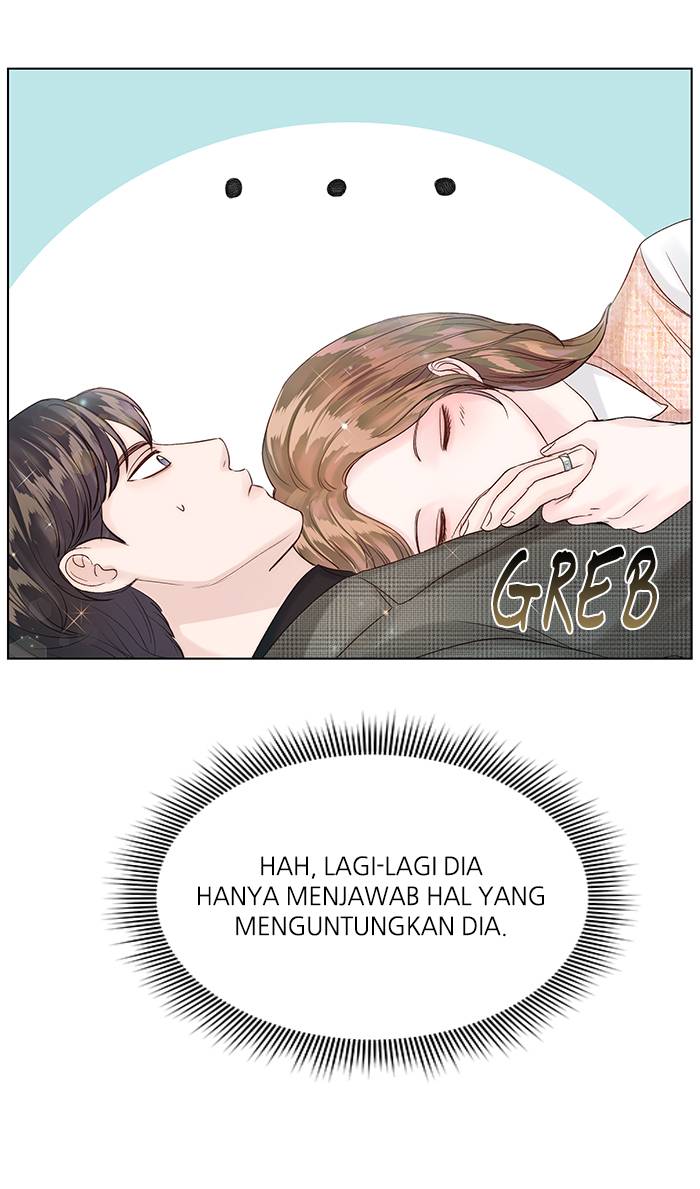 . . .
GREB
HAH, LAGI-LAGI DIA
HANYA MENJAWAB HAL YANG
MENGUNTUNGKAN DIA.